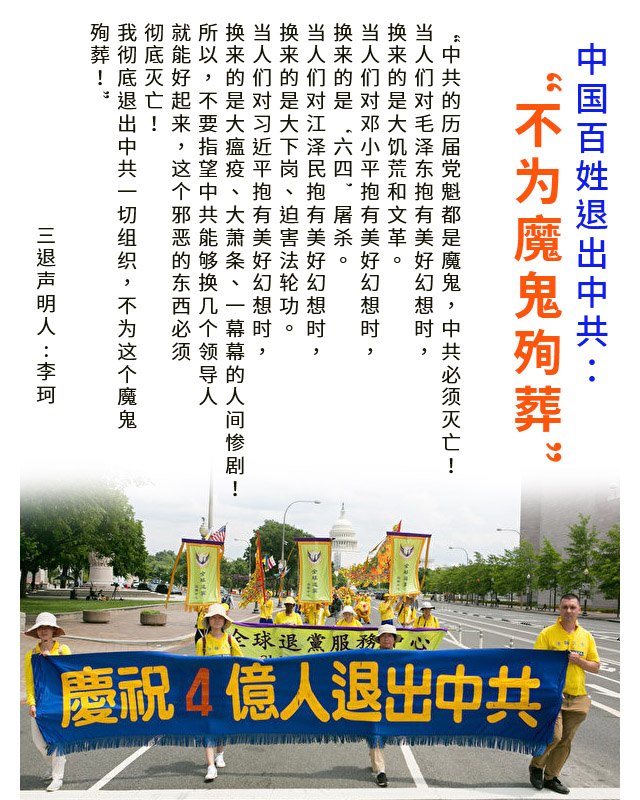 中国百姓退出中共：
“不为魔鬼殉葬”
“中共的历届党魁都是魔鬼，中共必须灭亡！
当人们对毛泽东抱有美好幻想时，
换来的是大饥荒和文革。
当人们对邓小平抱有美好幻想时，
换来的是“六四”屠杀。
当人们对江泽民抱有美好幻想时，
换来的是大下岗、迫害法轮功。
当人们对习近平抱有美好幻想时，
换来的是大瘟疫、大萧条、一幕幕的人间惨剧！
所以，不要指望中共能够换几个领导人
就能好起来，这个邪恶的东西必须
彻底灭亡！
我彻底退出中共一切组织，不为这个魔鬼
殉葬！”
三退声明人：李珂
全球退黨服務中心
慶祝4億人退出中共